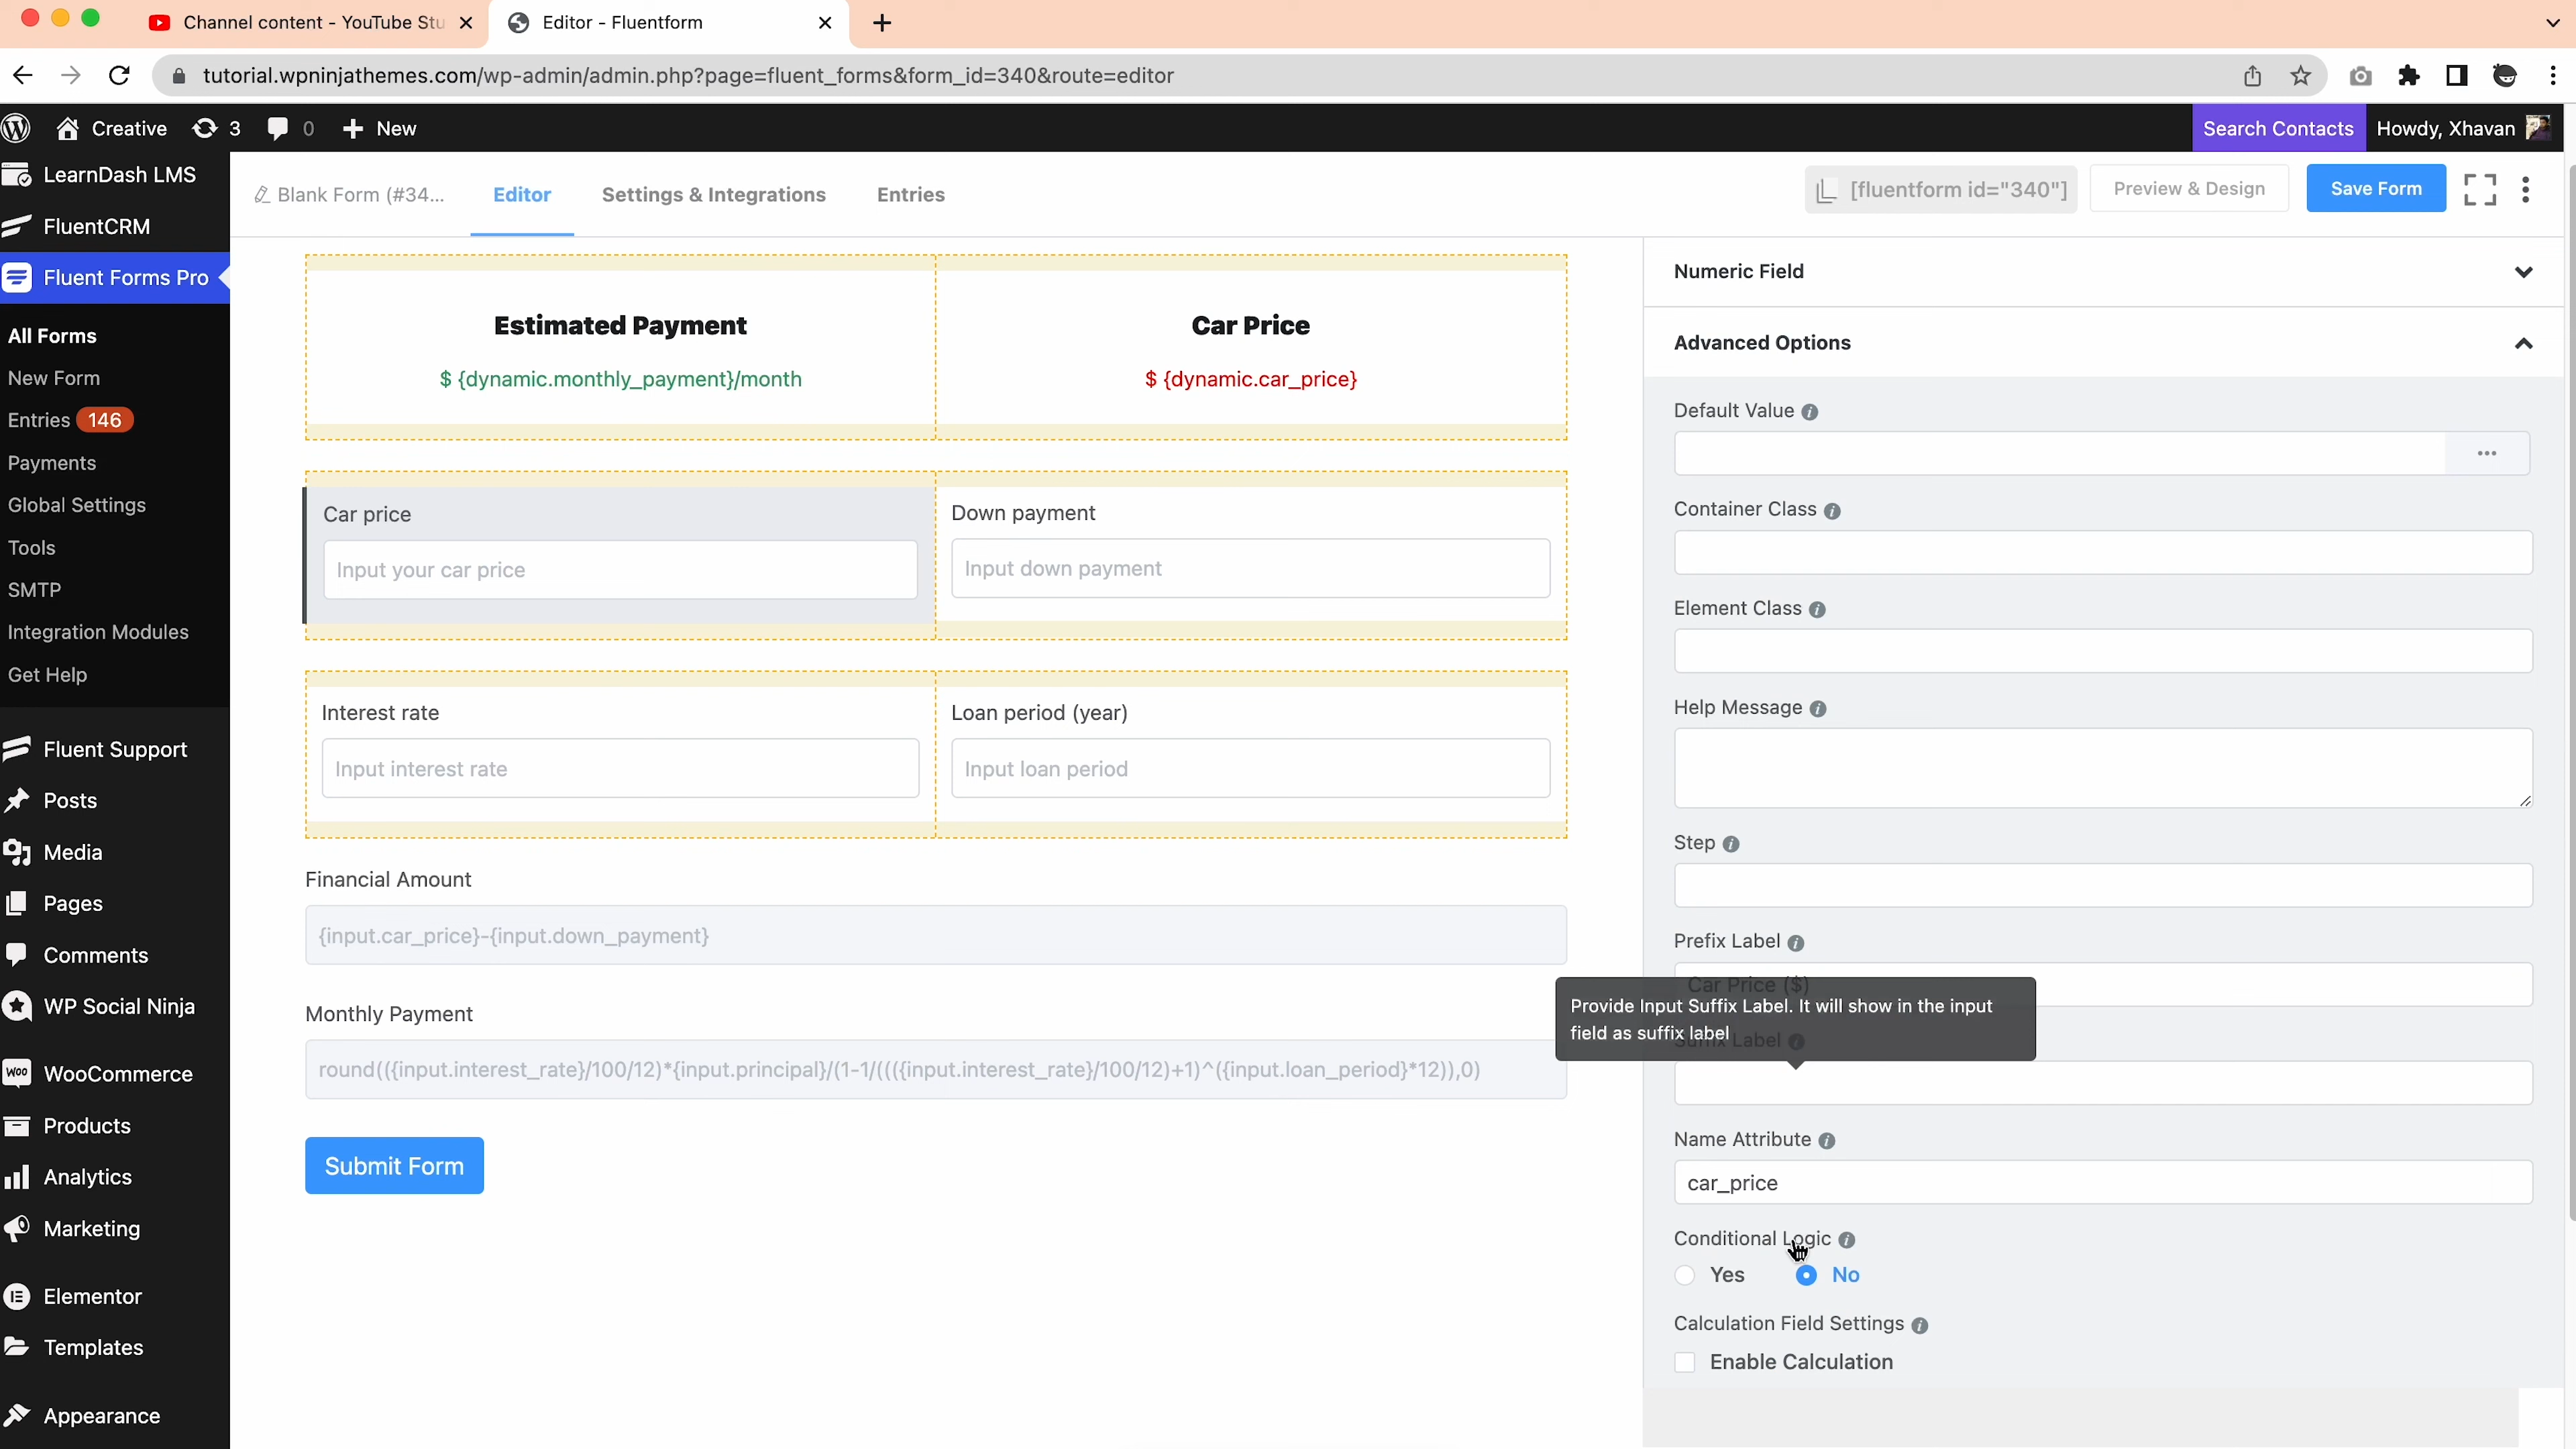 Channel content - YouTube Stu
Editor - Fluentform
tutorial.wpninjathemes.com/wp-admin/admin.php?page=fluent_forms&form_id=340&route=editor
Creative 3 0 New
Search Contacts Howdy, Xhavan
LearnDash LMS
FluentCRM
Fluent Forms Pro
All Forms
New Form
Entries 146
Payments
Global Settings
Tools
SMTP
Integration Modules
Get Help
Fluent Support
Posts
Media
Pages
Comments
WP Social Ninja
Woo WooCommerce
Products
Analytics
Marketing
Elementor
Templates
Appearance
Blank Form (#34...
Editor
Settings & Integrations
Entries
[fluentform id="340"]
Preview & Design
Save Form
Estimated Payment
$ {dynamic.monthly_payment}/month
Car Price
$ {dynamic.car_price}
Car price
Input your car price
Down payment
Input down payment
Interest rate
Input interest rate
Loan period (year)
Input loan period
Financial Amount
{input.car_price}-{input.down_payment}
Monthly Payment
round(({input.interest_rate}/100/12)*{input.principal}/(1-1/((({input.interest_rate}/100/12)+1)^({input.loan_period}*12)),0)
Submit Form
Numeric Field
Advanced Options
Default Value
Container Class
Element Class
Help Message
Step
Prefix Label
Car Price ($)
Provide Input Suffix Label. It will show in the input
field as suffix label
Suffix Label
Name Attribute
car_price
Conditional Logic
Yes No
Calculation Field Settings
Enable Calculation